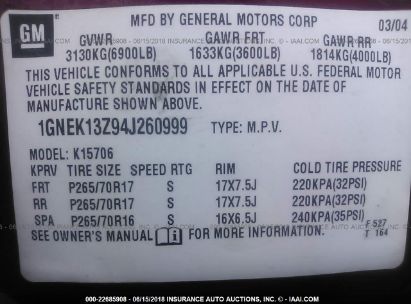 GM
MFD BY GENERAL MOTORS CORP 03/04
GVWR GAWR FRT GAWR RR
3130KG(6900LB) 1633KG(3600LB) 1814KG(4000LB)
THIS VEHICLE CONFORMS TO ALL APPLICABLE U.S. FEDERAL MOTOR
VEHICLE SAFETY STANDARDS IN EFFECT ON THE DATE OF
MANUFACTURE SHOWN ABOVE.
1GNEK13Z94J260999 TYPE: M.P.V.
MODEL: K15706
KPRV TIRE SIZE SPEED RTG RIM COLD TIRE PRESSURE
FRT P265/70R17 S 17X7.5J 220KPA(32PSI)
RR P265/70R17 S 17X7.5J 220KPA(32PSI)
SPA P265/70R16 S 16X6.5J 240KPA(35PSI)
SEE OWNER'S MANUAL i FOR MORE INFORMATION. F 527
T 164
000-22685908 - 06/15/2018 - INSURANCE AUTO AUCTIONS - © - IAAI.COM